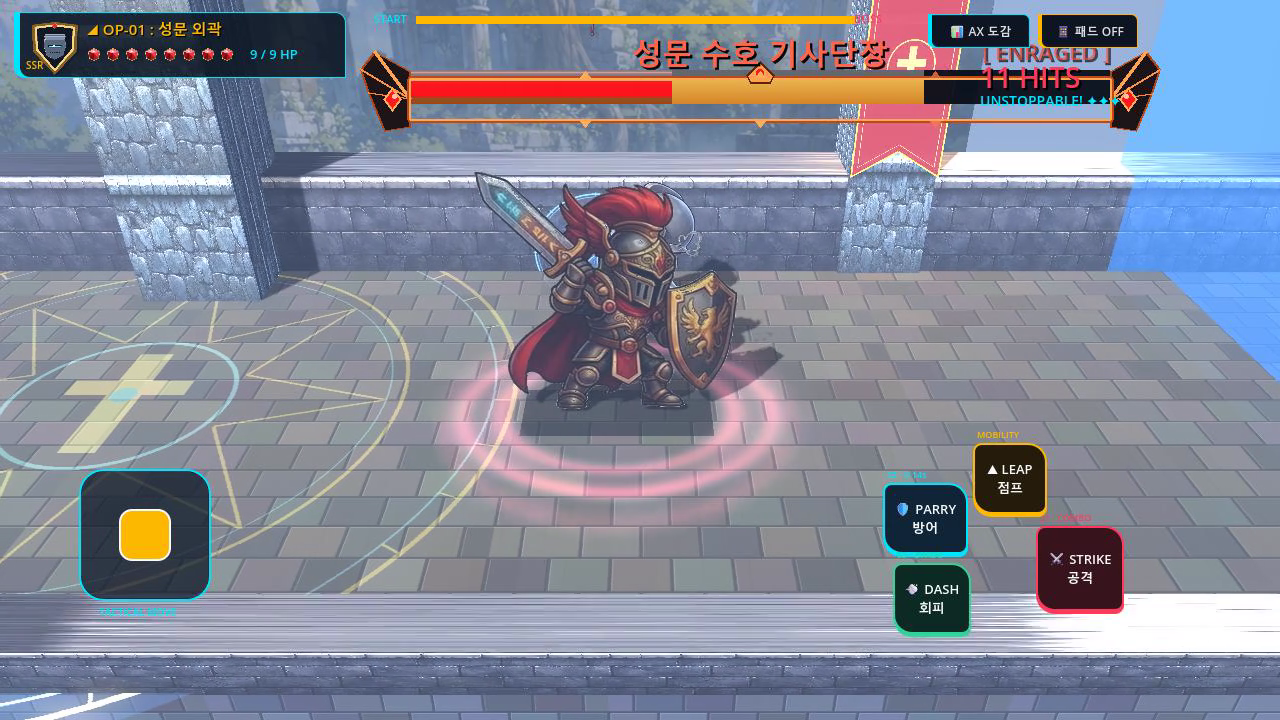 ◢ OP-01 : 성문 외곽
SSR
9 / 9 HP
START
성문 수호 기사단장
AX 도감
패드 OFF
[ ENRAGED ]
11 HITS
UNSTOPPABLE! ✦✦✦
MOBILITY
▲ LEAP
점프
PARRY
방어
STRIKE
공격
DASH
회피
TACTICAL MOVE